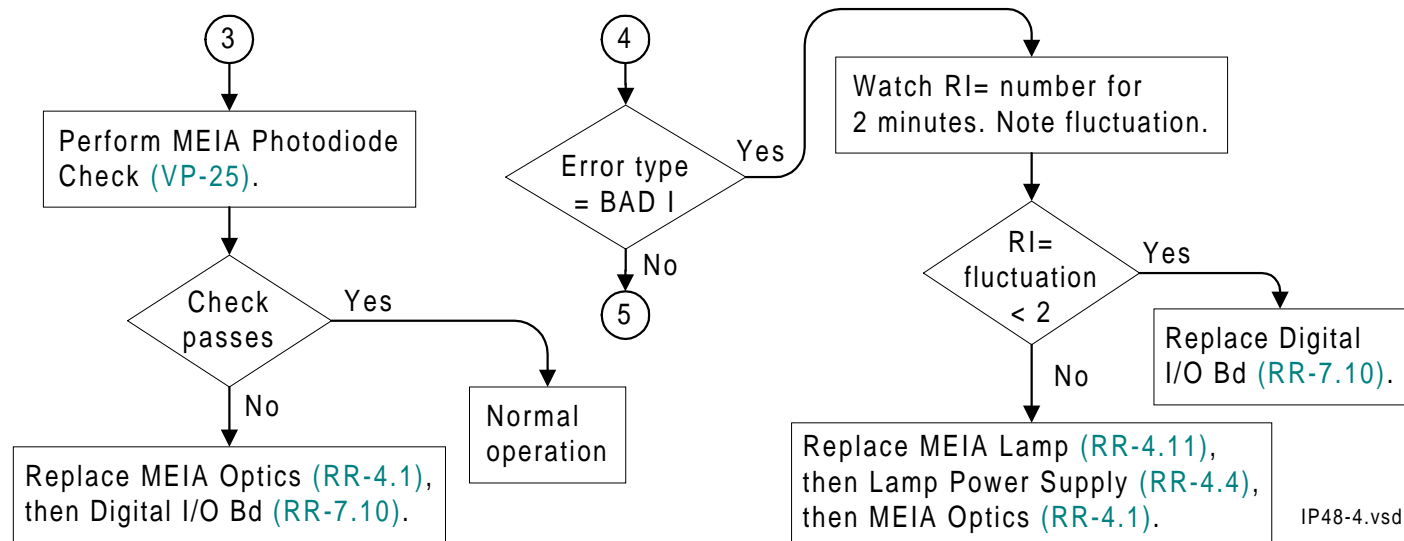 3
Perform MEIA Photodiode
Check (VP-25).
Check
passes
Yes
No
Normal
operation
Replace MEIA Optics (RR-4.1),
then Digital I/O Bd (RR-7.10).
4
Error type
= BAD I
Yes
No
5
Watch RI= number for
2 minutes. Note fluctuation.
RI=
fluctuation
< 2
Yes
No
Replace Digital
I/O Bd (RR-7.10).
Replace MEIA Lamp (RR-4.11),
then Lamp Power Supply (RR-4.4),
then MEIA Optics (RR-4.1).
IP48-4.vsd